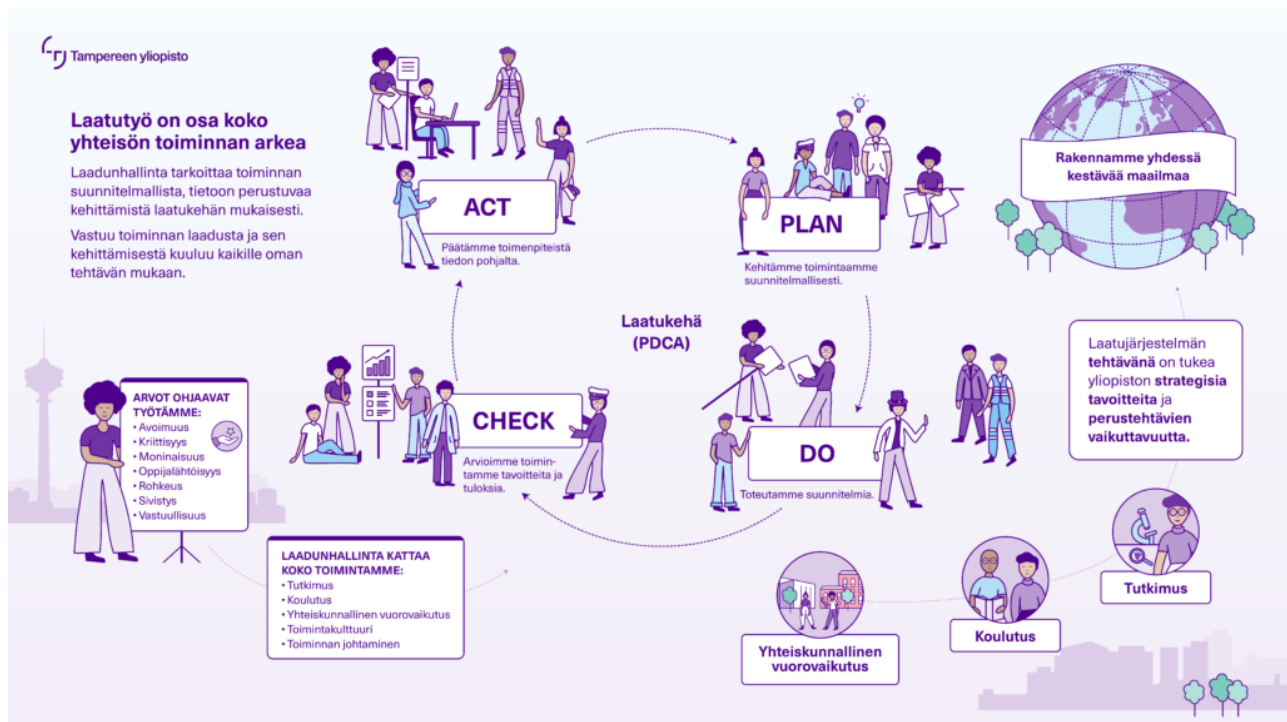 Tampereen yliopisto
Laatutyö on osa koko
yhteisön toiminnan arkea
Laadunhallinta tarkoittaa toiminnan
suunnitelmallista, tietoon perustuvaa
kehittämistä laatukehän mukaisesti.
Vastuu toiminnan laadusta ja sen
kehittämisestä kuuluu kaikille oman
tehtävän mukaan.
ACT
Päätämme toimenpiteistä
tiedon pohjalta.
PLAN
Kehitämme toimintaamme
suunnitelmallisesti.
Rakennamme yhdessä
kestävää maailmaa
Laatukehä
(PDCA)
Laatujärjestelmän
tehtävänä on tukea
yliopiston strategisia
tavoitteita ja
perustehtävien
vaikuttavuutta.
ARVOT OHJAAVAT
TYÖTÄMME:
• Avoimuus
• Kriittisyys
• Moninaisuus
• Oppijalähtöisyys
• Rohkeus
• Sivistys
• Vastuullisuus
CHECK
Arvioimme toimin-
tamme tavoitteita ja
tuloksia.
DO
Toteutamme suunnitelmia.
LAADUNHALLINTA KATTAA
KOKO TOIMINTAMME:
• Tutkimus
• Koulutus
• Yhteiskunnallinen vuorovaikutus
• Toimintakulttuuri
• Toiminnan johtaminen
Yhteiskunnallinen
vuorovaikutus
Koulutus
Tutkimus